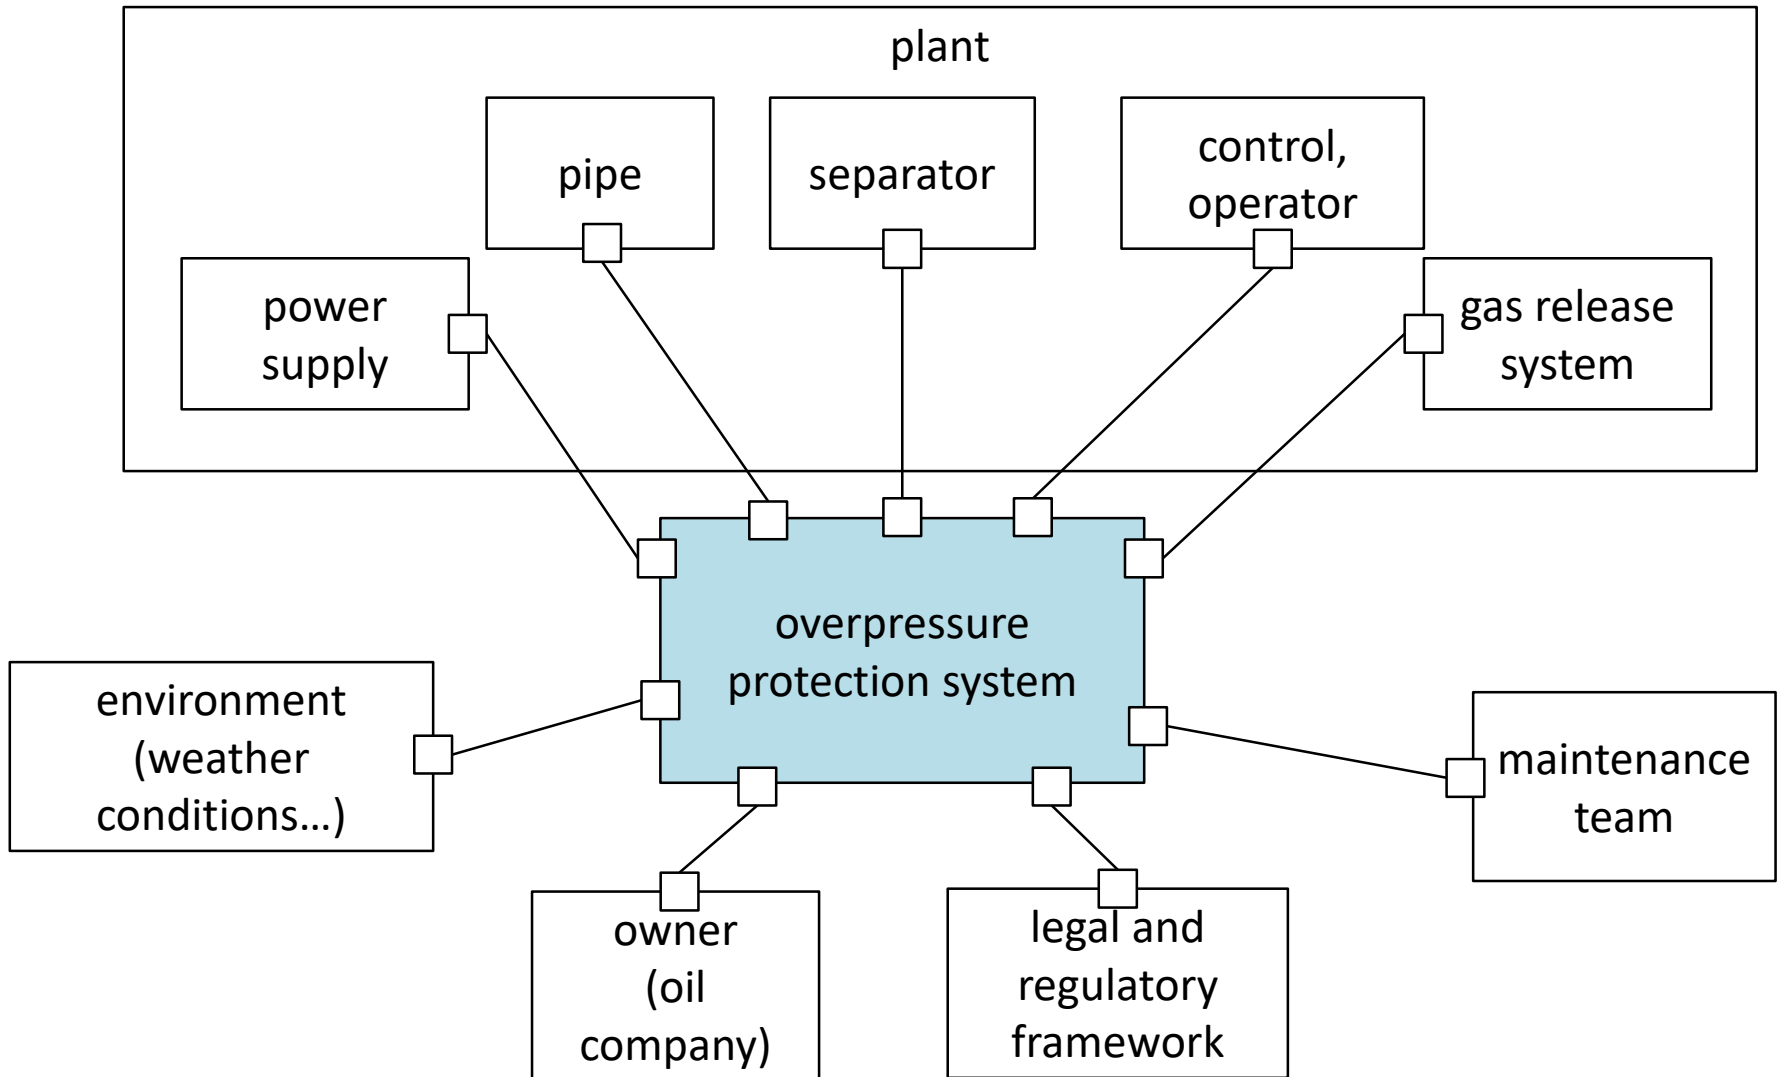 plant
pipe
separator
control,
operator
power
supply
gas release
system
overpressure
protection system
environment
(weather
conditions…)
maintenance
team
owner
(oil
company)
legal and
regulatory
framework